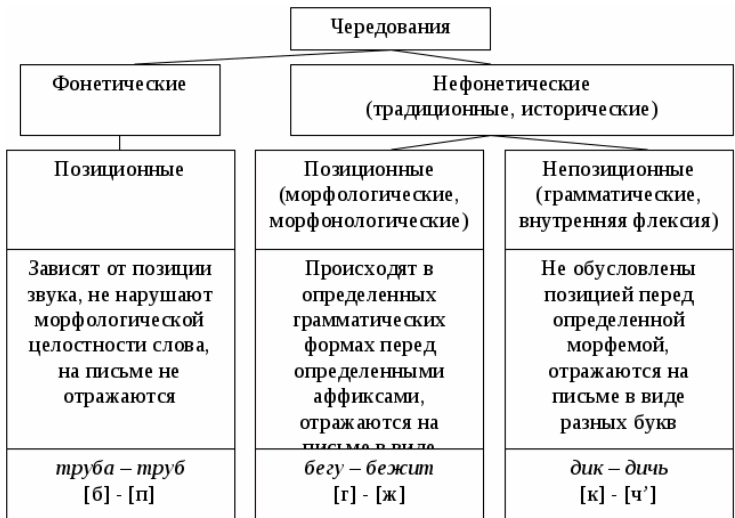 Чередования
Фонетические
Нефонетические
(традиционные, исторические)
Позиционные
Позиционные
(морфологические,
морфонологические)
Непозиционные
(грамматические,
внутренняя флексия)
Зависят от позиции
звука, не нарушают
морфологической
целостности слова,
на письме не
отражаются
Происходят в
определенных
грамматических
формах перед
определенными
аффиксами,
отражаются на
письме в виде
Не обусловлены
позицией перед
определенной
морфемой,
отражаются на
письме в виде
разных букв
труба – труб
[б] - [п]
бегу – бежит
[г] - [ж]
дик – дичь
[к] - [ч’]